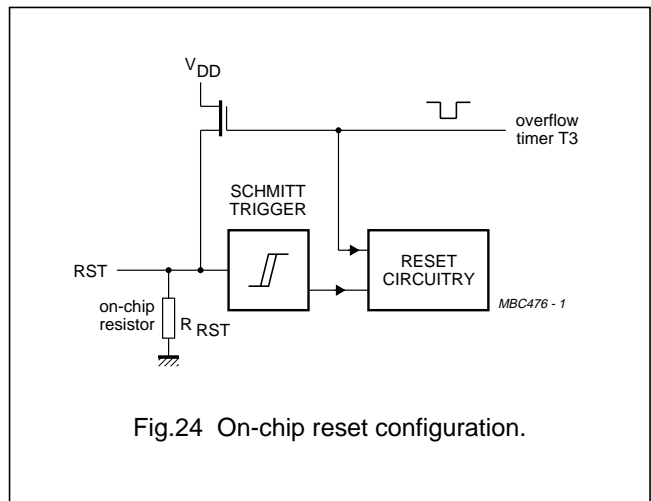 VDD
overflow
timer T3
SCHMITT
TRIGGER
RST
RESET
CIRCUITRY
on-chip
resistor
RRST
MBC476 - 1
Fig.24 On-chip reset configuration.